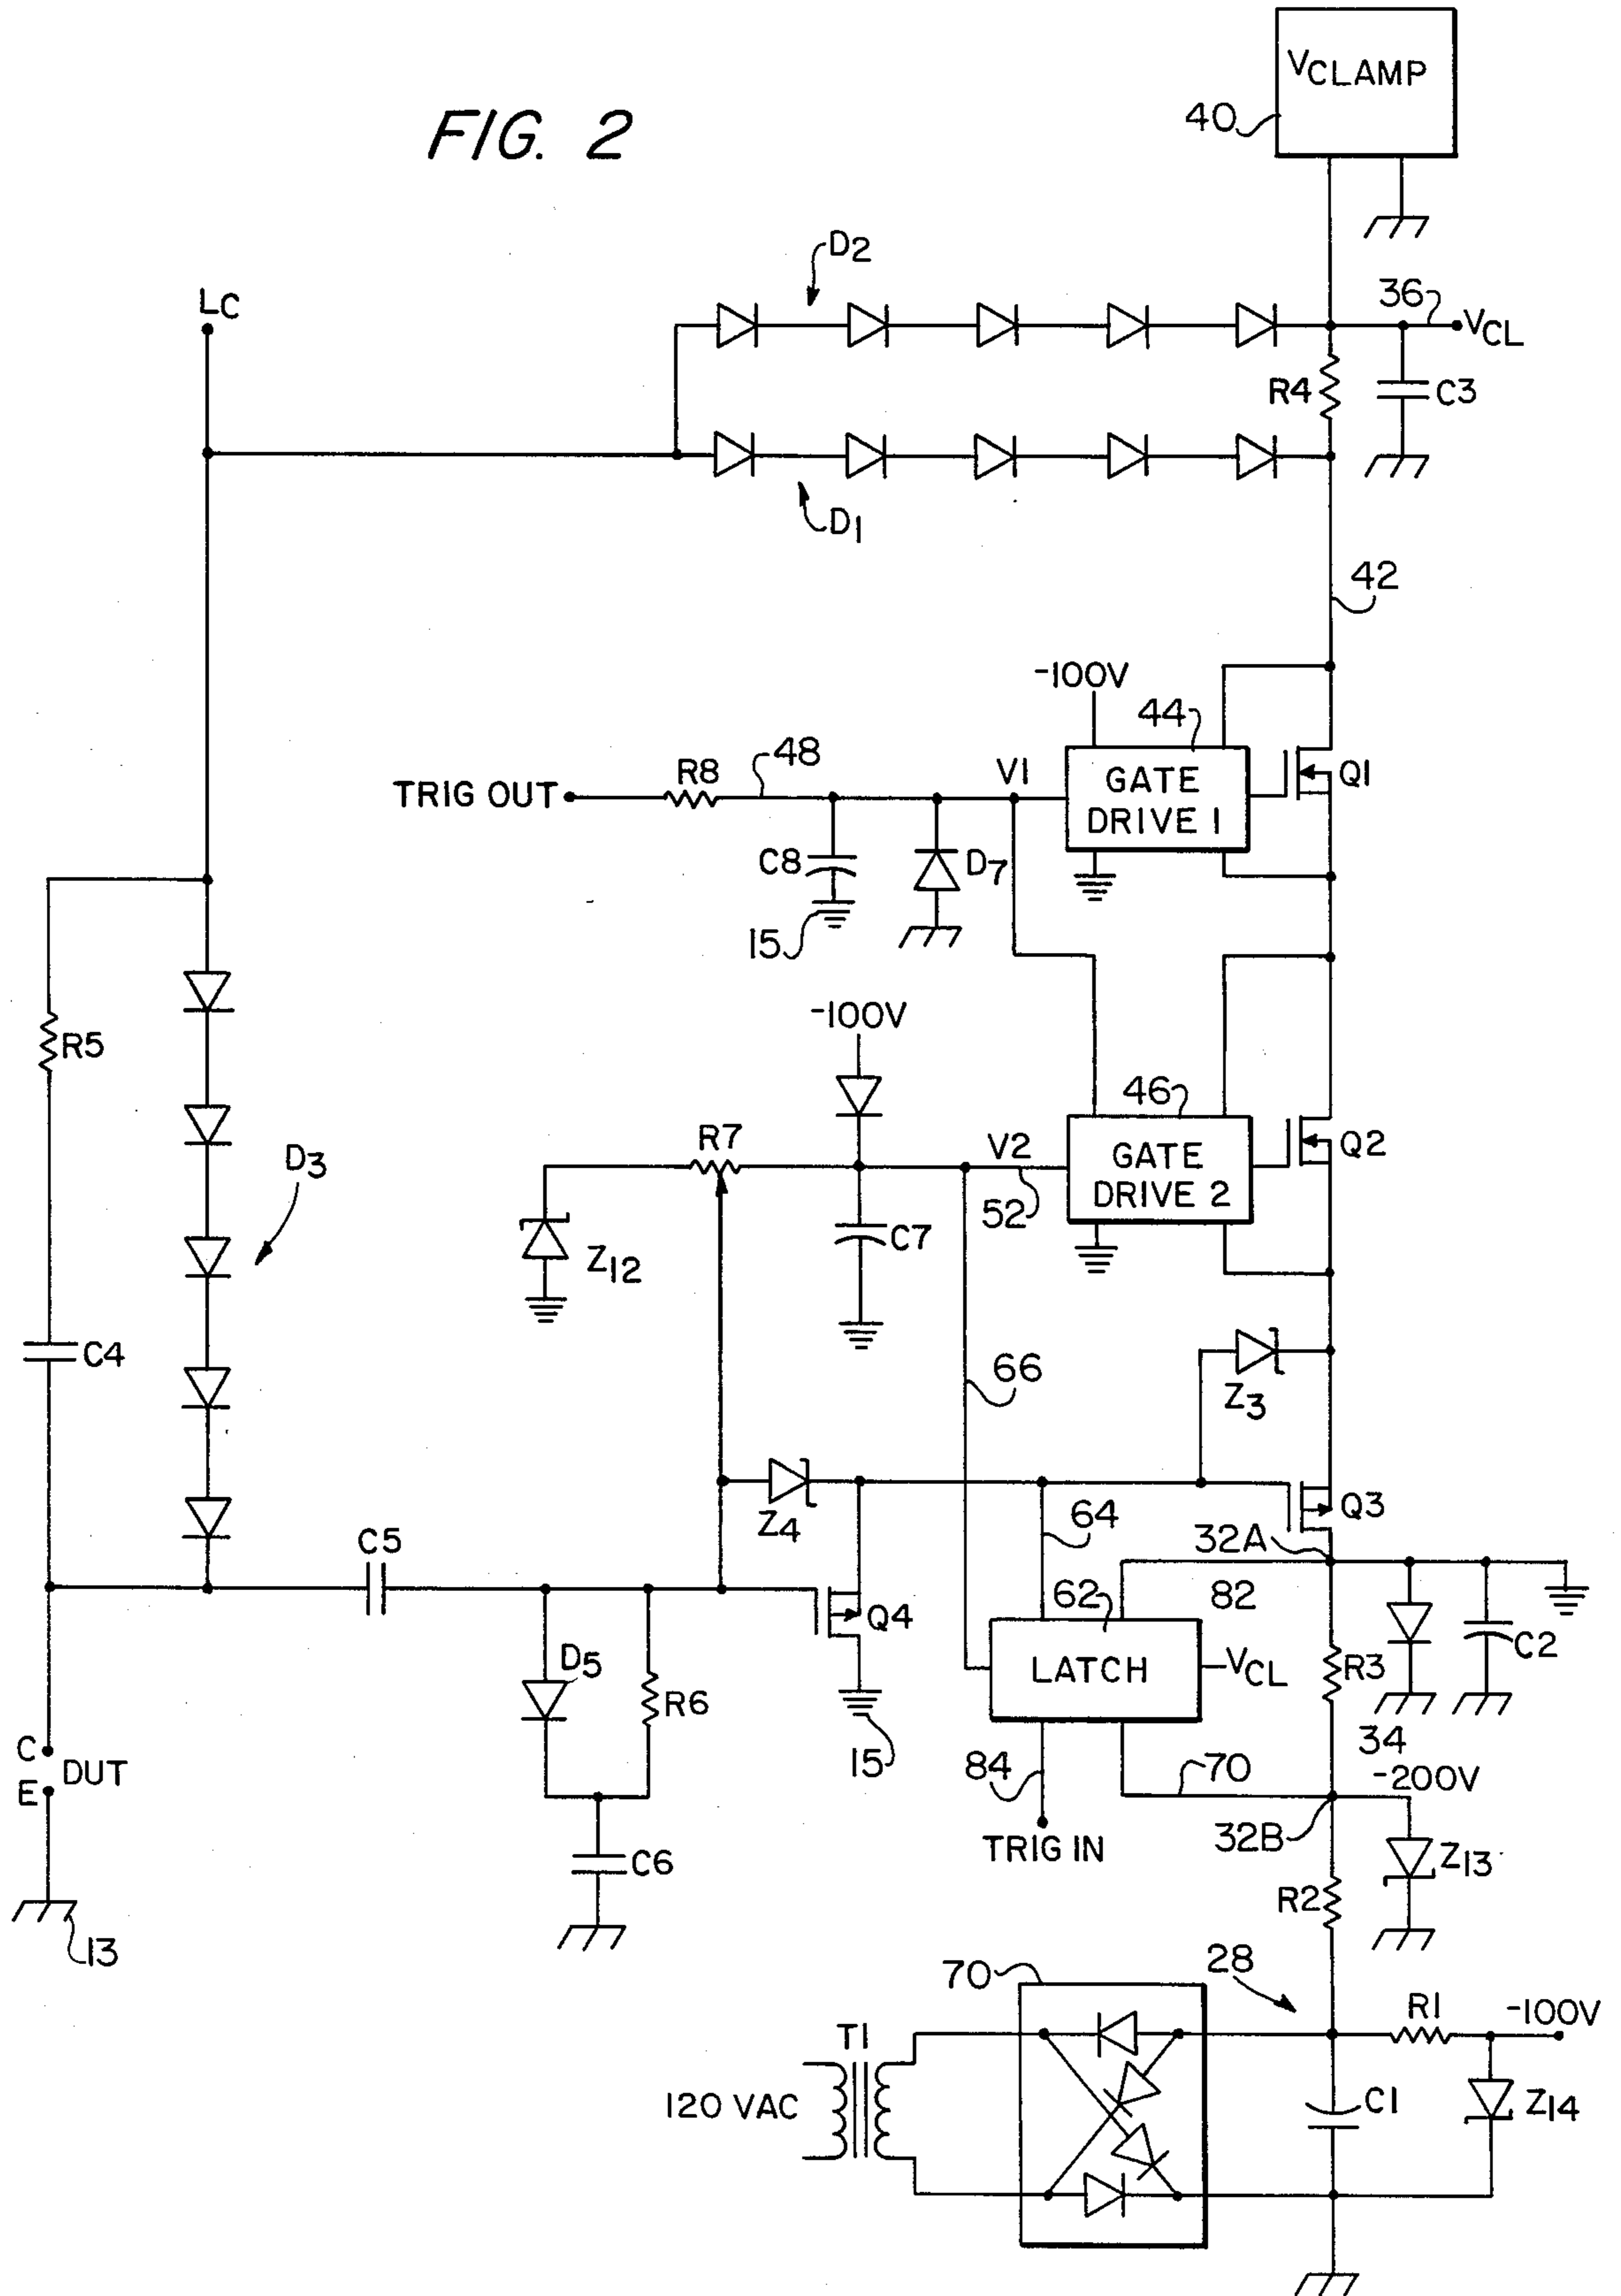 FIG. 2
VCLAMP
40
D2
LC
36
VCL
R4
C3
D1
42
-100V
44
48
R8
V1
TRIG OUT
GATE
DRIVE 1
Q1
C8
D7
15
-100V
R5
46
R7
V2
GATE
DRIVE 2
Q2
D3
52
C7
Z12
C4
66
Z3
Z4
64
Q3
C5
32A
62
82
Q4
LATCH
VCL
R3
C2
D5
R6
C
DUT
E
15
84
70
34
-200V
TRIG IN
32B
Z13
C6
R2
13
70
28
R1
-100V
T1
120 VAC
C1
Z14